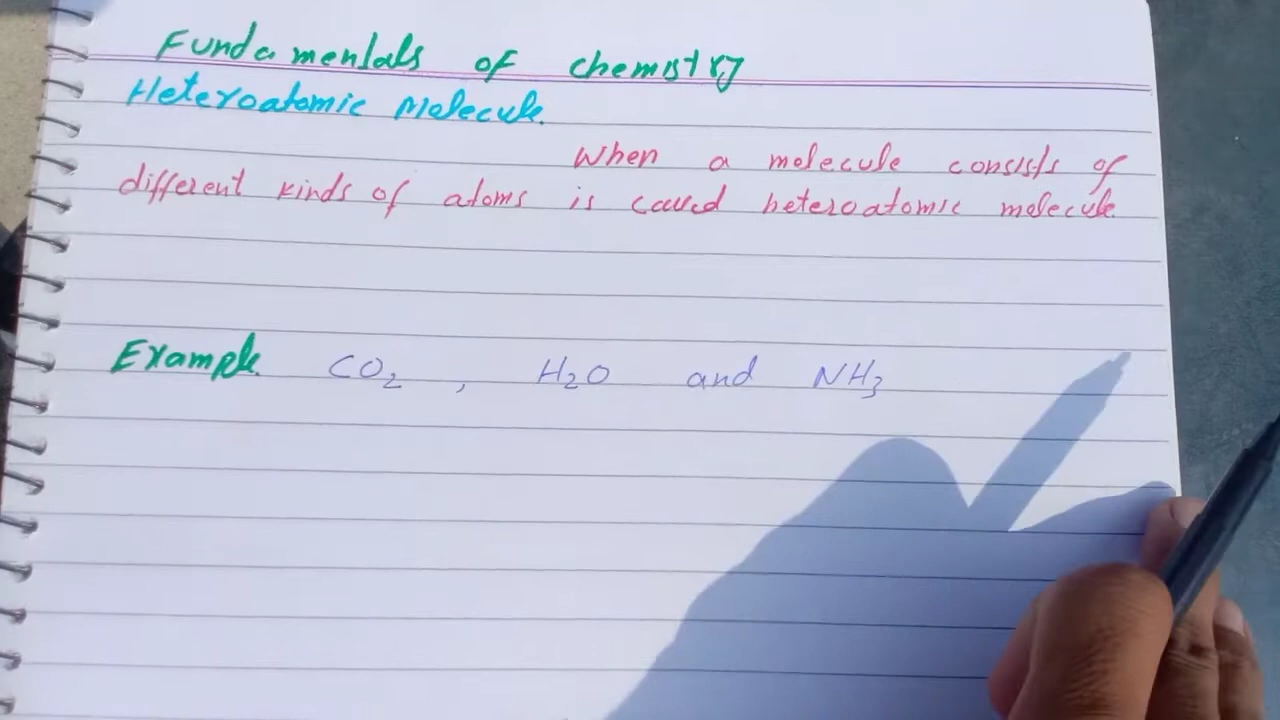 Fundamentals of chemistry
Heteroatomic Molecule.
When a molecule consists of
different kinds of atoms is called heteroatomic molecule.
Example. CO₂ , H₂O and NH₃